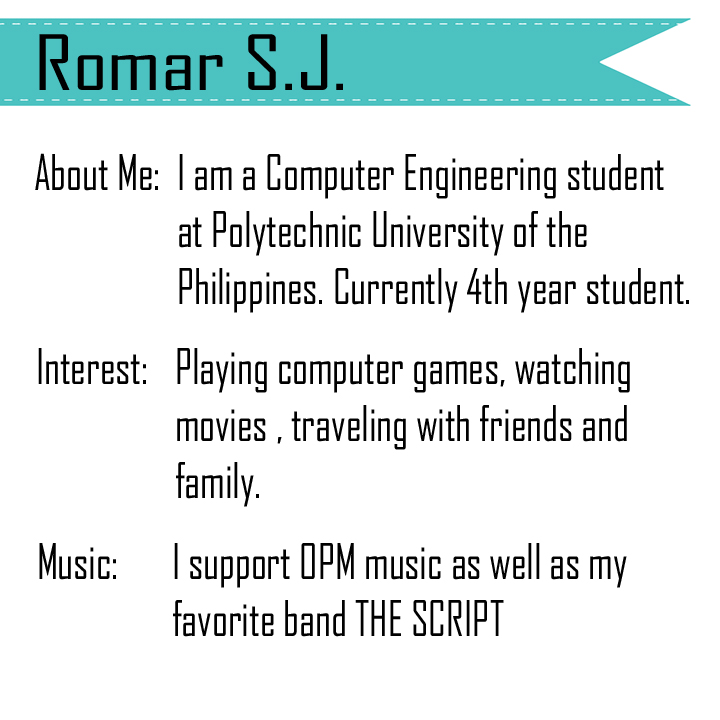 Romar S.J.
About Me: I am a Computer Engineering student
at Polytechnic University of the
Philippines. Currently 4th year student.
Interest: Playing computer games, watching
movies , traveling with friends and
family.
Music: I support OPM music as well as my
favorite band THE SCRIPT